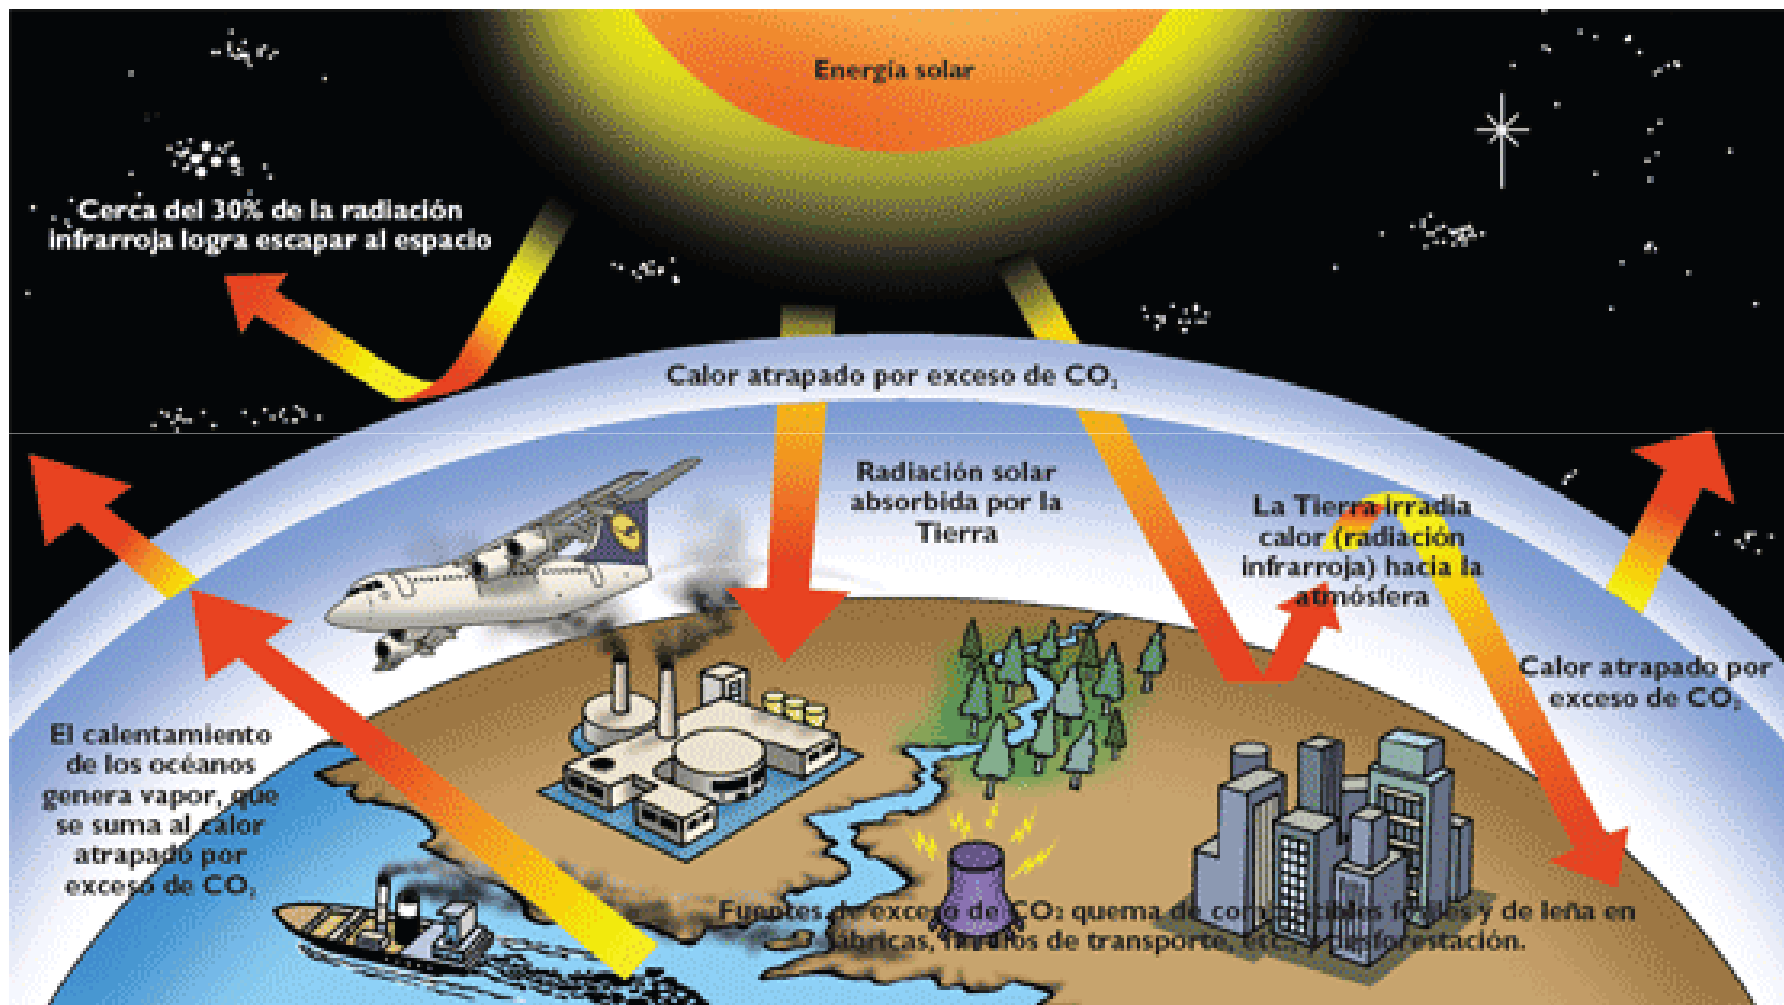 Energía solar
Cerca del 30% de la radiación
infrarroja logra escapar al espacio
Calor atrapado por exceso de CO₂
Radiación solar
absorbida por la
Tierra
La Tierra irradia
calor (radiación
infrarroja) hacia la
atmósfera
Calor atrapado por
exceso de CO₂
El calentamiento
de los océanos
genera vapor, que
se suma al calor
atrapado por
exceso de CO₂
Fuentes de exceso de CO₂: quema de combustibles fósiles y de leña en
fábricas, medios de transporte, etc., y desforestación.